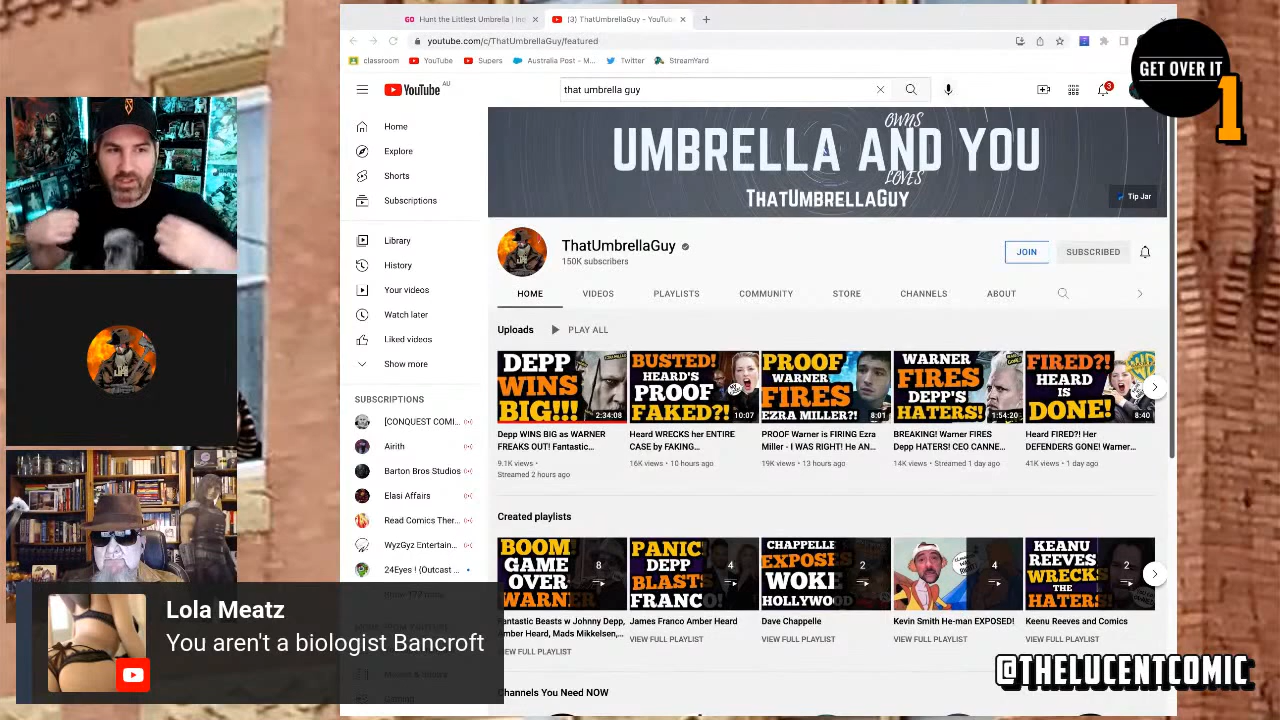 Hunt the Littlest Umbrella | Ind
(3) ThatUmbrellaGuy - YouTub
youtube.com/c/ThatUmbrellaGuy/featured
classroom
YouTube
Supers
Australia Post - M...
Twitter
StreamYard
GET OVER IT
1
YouTube AU
that umbrella guy
3
Home
Explore
Shorts
Subscriptions
Library
History
Your videos
Watch later
Liked videos
Show more
SUBSCRIPTIONS
[CONQUEST COMI...
Airith
Barton Bros Studios
Elasi Affairs
Read Comics Ther...
WyzGyz Entertain...
24Eyes ! {Outcast ...
OWNS
UMBRELLA AND YOU
LOVES
THATUMBRELLAGUY
Tip Jar
ThatUmbrellaGuy
150K subscribers
JOIN
SUBSCRIBED
HOME
VIDEOS
PLAYLISTS
COMMUNITY
STORE
CHANNELS
ABOUT
Uploads
PLAY ALL
DEPP
WINS
BIG!!!
2:34:08
BUSTED!
HEARD'S
PROOF
FAKED?!
10:07
PROOF
WARNER
FIRES
EZRA MILLER?!
8:01
WARNER
FIRES
DEPP'S
HATERS!
1:54:20
FIRED?!
HEARD
IS
DONE!
8:40
Depp WINS BIG as WARNER
FREAKS OUT! Fantastic...
9.1K views •
Streamed 2 hours ago
Heard WRECKS her ENTIRE
CASE by FAKING...
16K views • 10 hours ago
PROOF Warner is FIRING Ezra
Miller - I WAS RIGHT! He AN...
19K views • 13 hours ago
BREAKING! Warner FIRES
Depp HATERS! CEO CANNE...
14K views • Streamed 1 day ago
Heard FIRED?! Her
DEFENDERS GONE! Warner...
41K views • 1 day ago
Created playlists
BOOM!
GAME
OVER
WARNER
8
PANIC
DEPP
BLASTS
FRANCO!
4
CHAPPELLE
EXPOSES
WOKE
HOLLYWOOD
2
4
KEANU
REEVES
WRECKS
THE
HATERS!
2
Fantastic Beasts w Johnny Depp,
Amber Heard, Mads Mikkelsen,...
VIEW FULL PLAYLIST
James Franco Amber Heard
VIEW FULL PLAYLIST
Dave Chappelle
VIEW FULL PLAYLIST
Kevin Smith He-man EXPOSED!
VIEW FULL PLAYLIST
Keenu Reeves and Comics
VIEW FULL PLAYLIST
Channels You Need NOW
Lola Meatz
You aren't a biologist Bancroft
@THELUCENTCOMIC